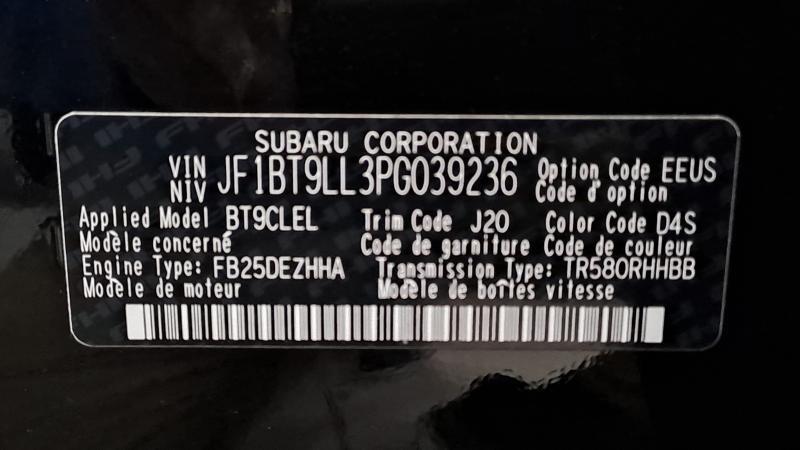 SUBARU CORPORATION
VIN
NIV
JF1BT9LL3PG039236
Option Code EEUS
Code d'option
Applied Model BT9CLEL
Trim Code J20
Color Code D4S
Modèle concerné
Code de garniture
Code de couleur
Engine Type: FB25DEZHHA
Transmission Type: TR580RHHBB
Modèle de moteur
Modèle de boîtes vitesse